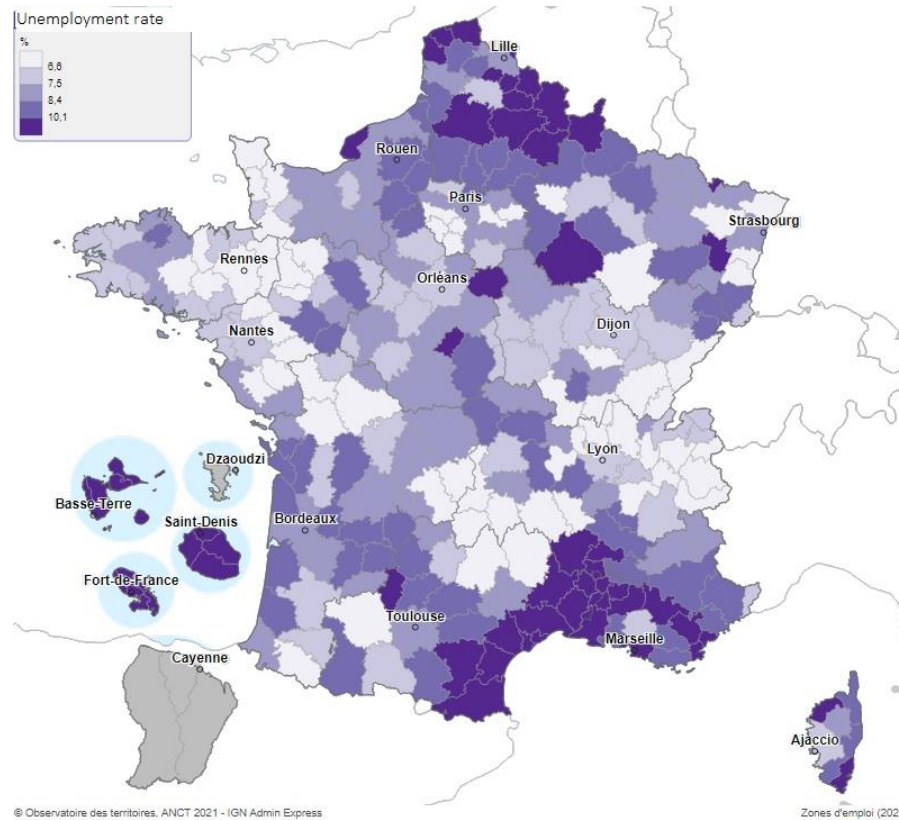 Unemployment rate
%
6,6
7,5
8,4
10,1
Lille
Rouen
Paris
Strasbourg
Rennes
Orléans
Nantes
Dijon
Lyon
Dzaoudzi
Basse-Terre
Saint-Denis
Bordeaux
Fort-de-France
Toulouse
Marseille
Cayenne
Ajaccio
© Observatoire des territoires, ANCT 2021 - IGN Admin Express
Zones d'emploi (202